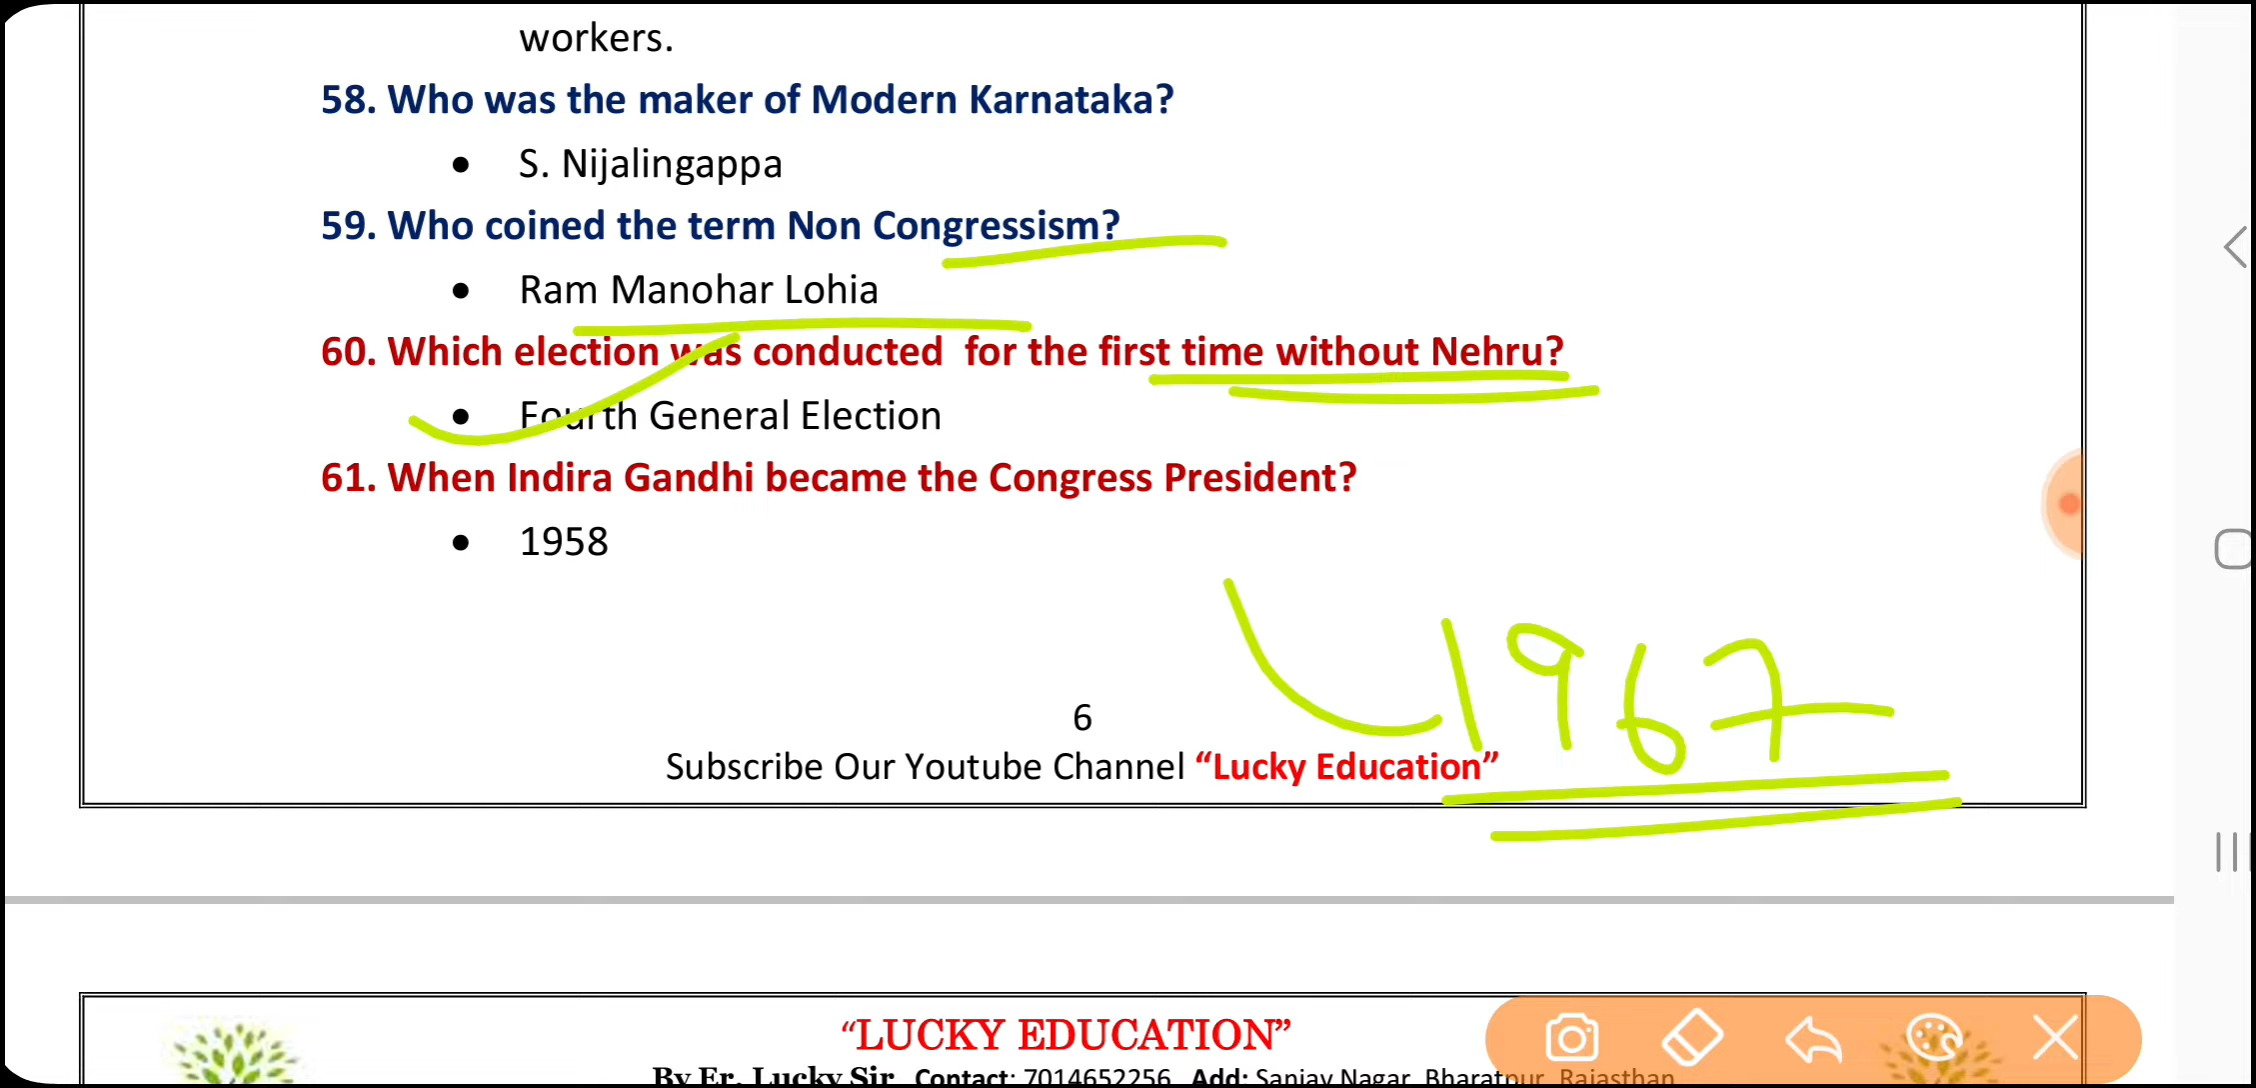 workers.
58. Who was the maker of Modern Karnataka?
• S. Nijalingappa
59. Who coined the term Non Congressism?
• Ram Manohar Lohia
60. Which election was conducted for the first time without Nehru?
• Fourth General Election
61. When Indira Gandhi became the Congress President?
• 1958
1967
6
Subscribe Our Youtube Channel “Lucky Education”
“LUCKY EDUCATION”
By Er. Lucky Sir Contact: 7014652256 Add: Sanjay Nagar Bharatpur Rajasthan